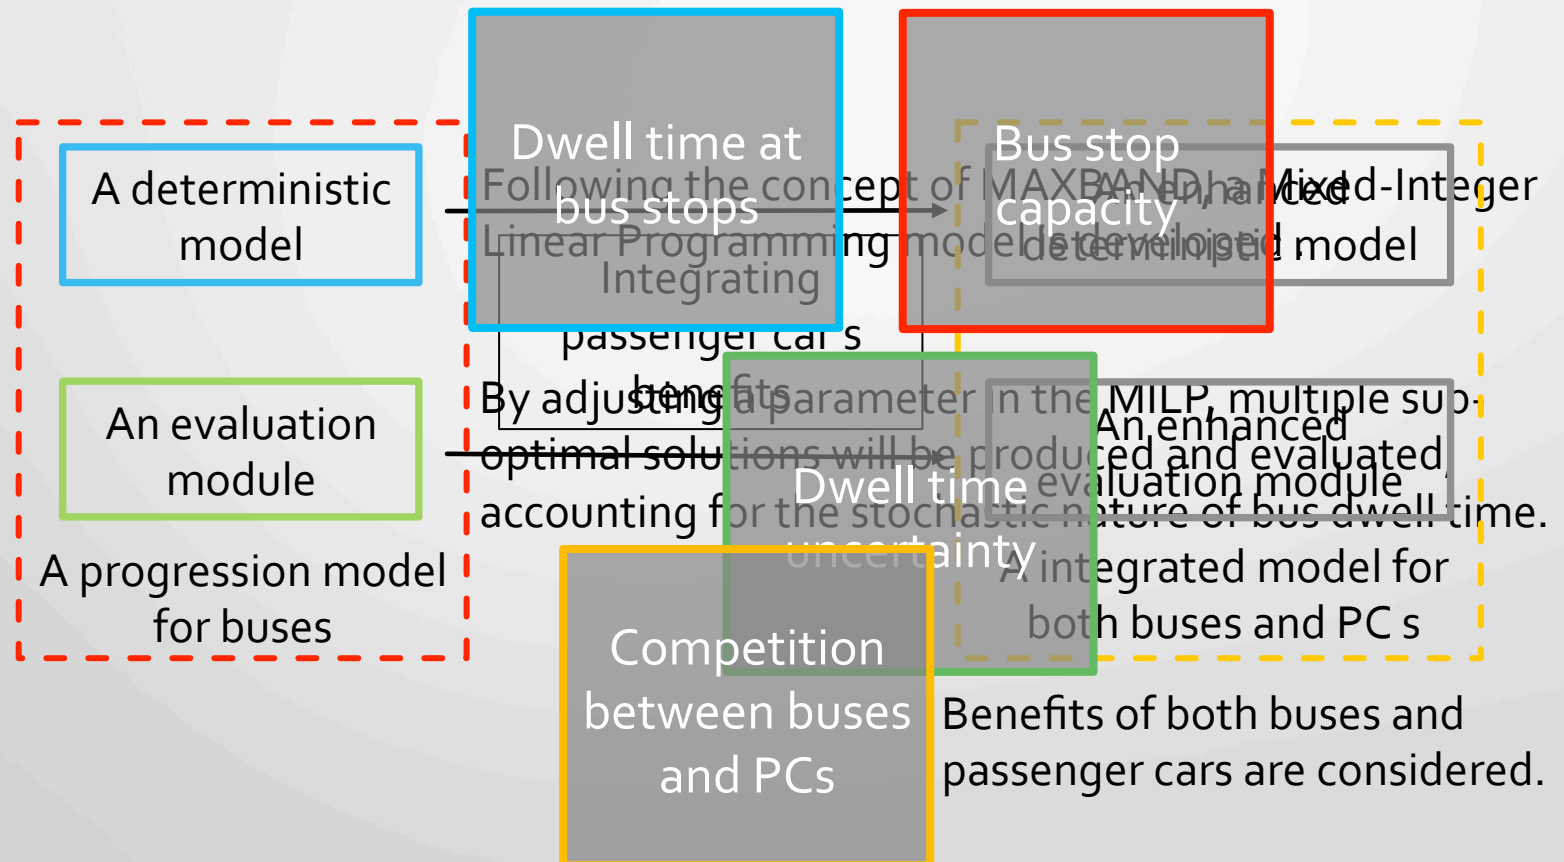 A deterministic
model
An evaluation
module
A progression model
for buses
Dwell time at
bus stops
Bus stop
capacity
Following the concept of MAXBAND, a Mixed-Integer
Linear Programming model is developed.
An enhanced
deterministic model
Integrating
passenger car's
benefits
By adjusting a parameter in the MILP, multiple sub-
optimal solutions will be produced and evaluated,
accounting for the stochastic nature of bus dwell time.
An enhanced
evaluation module
Dwell time
uncertainty
A integrated model for
both buses and PC s
Competition
between buses
and PCs
Benefits of both buses and
passenger cars are considered.